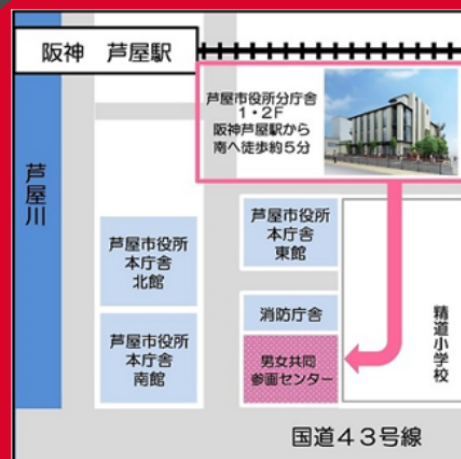 阪神 芦屋駅
芦屋市役所分庁舎
1・2F
阪神芦屋駅から
南へ徒歩約5分
芦屋川
芦屋市役所
本庁舎
北館
芦屋市役所
本庁舎
東館
消防庁舎
芦屋市役所
本庁舎
南館
男女共同
参画センター
精道小学校
国道43号線